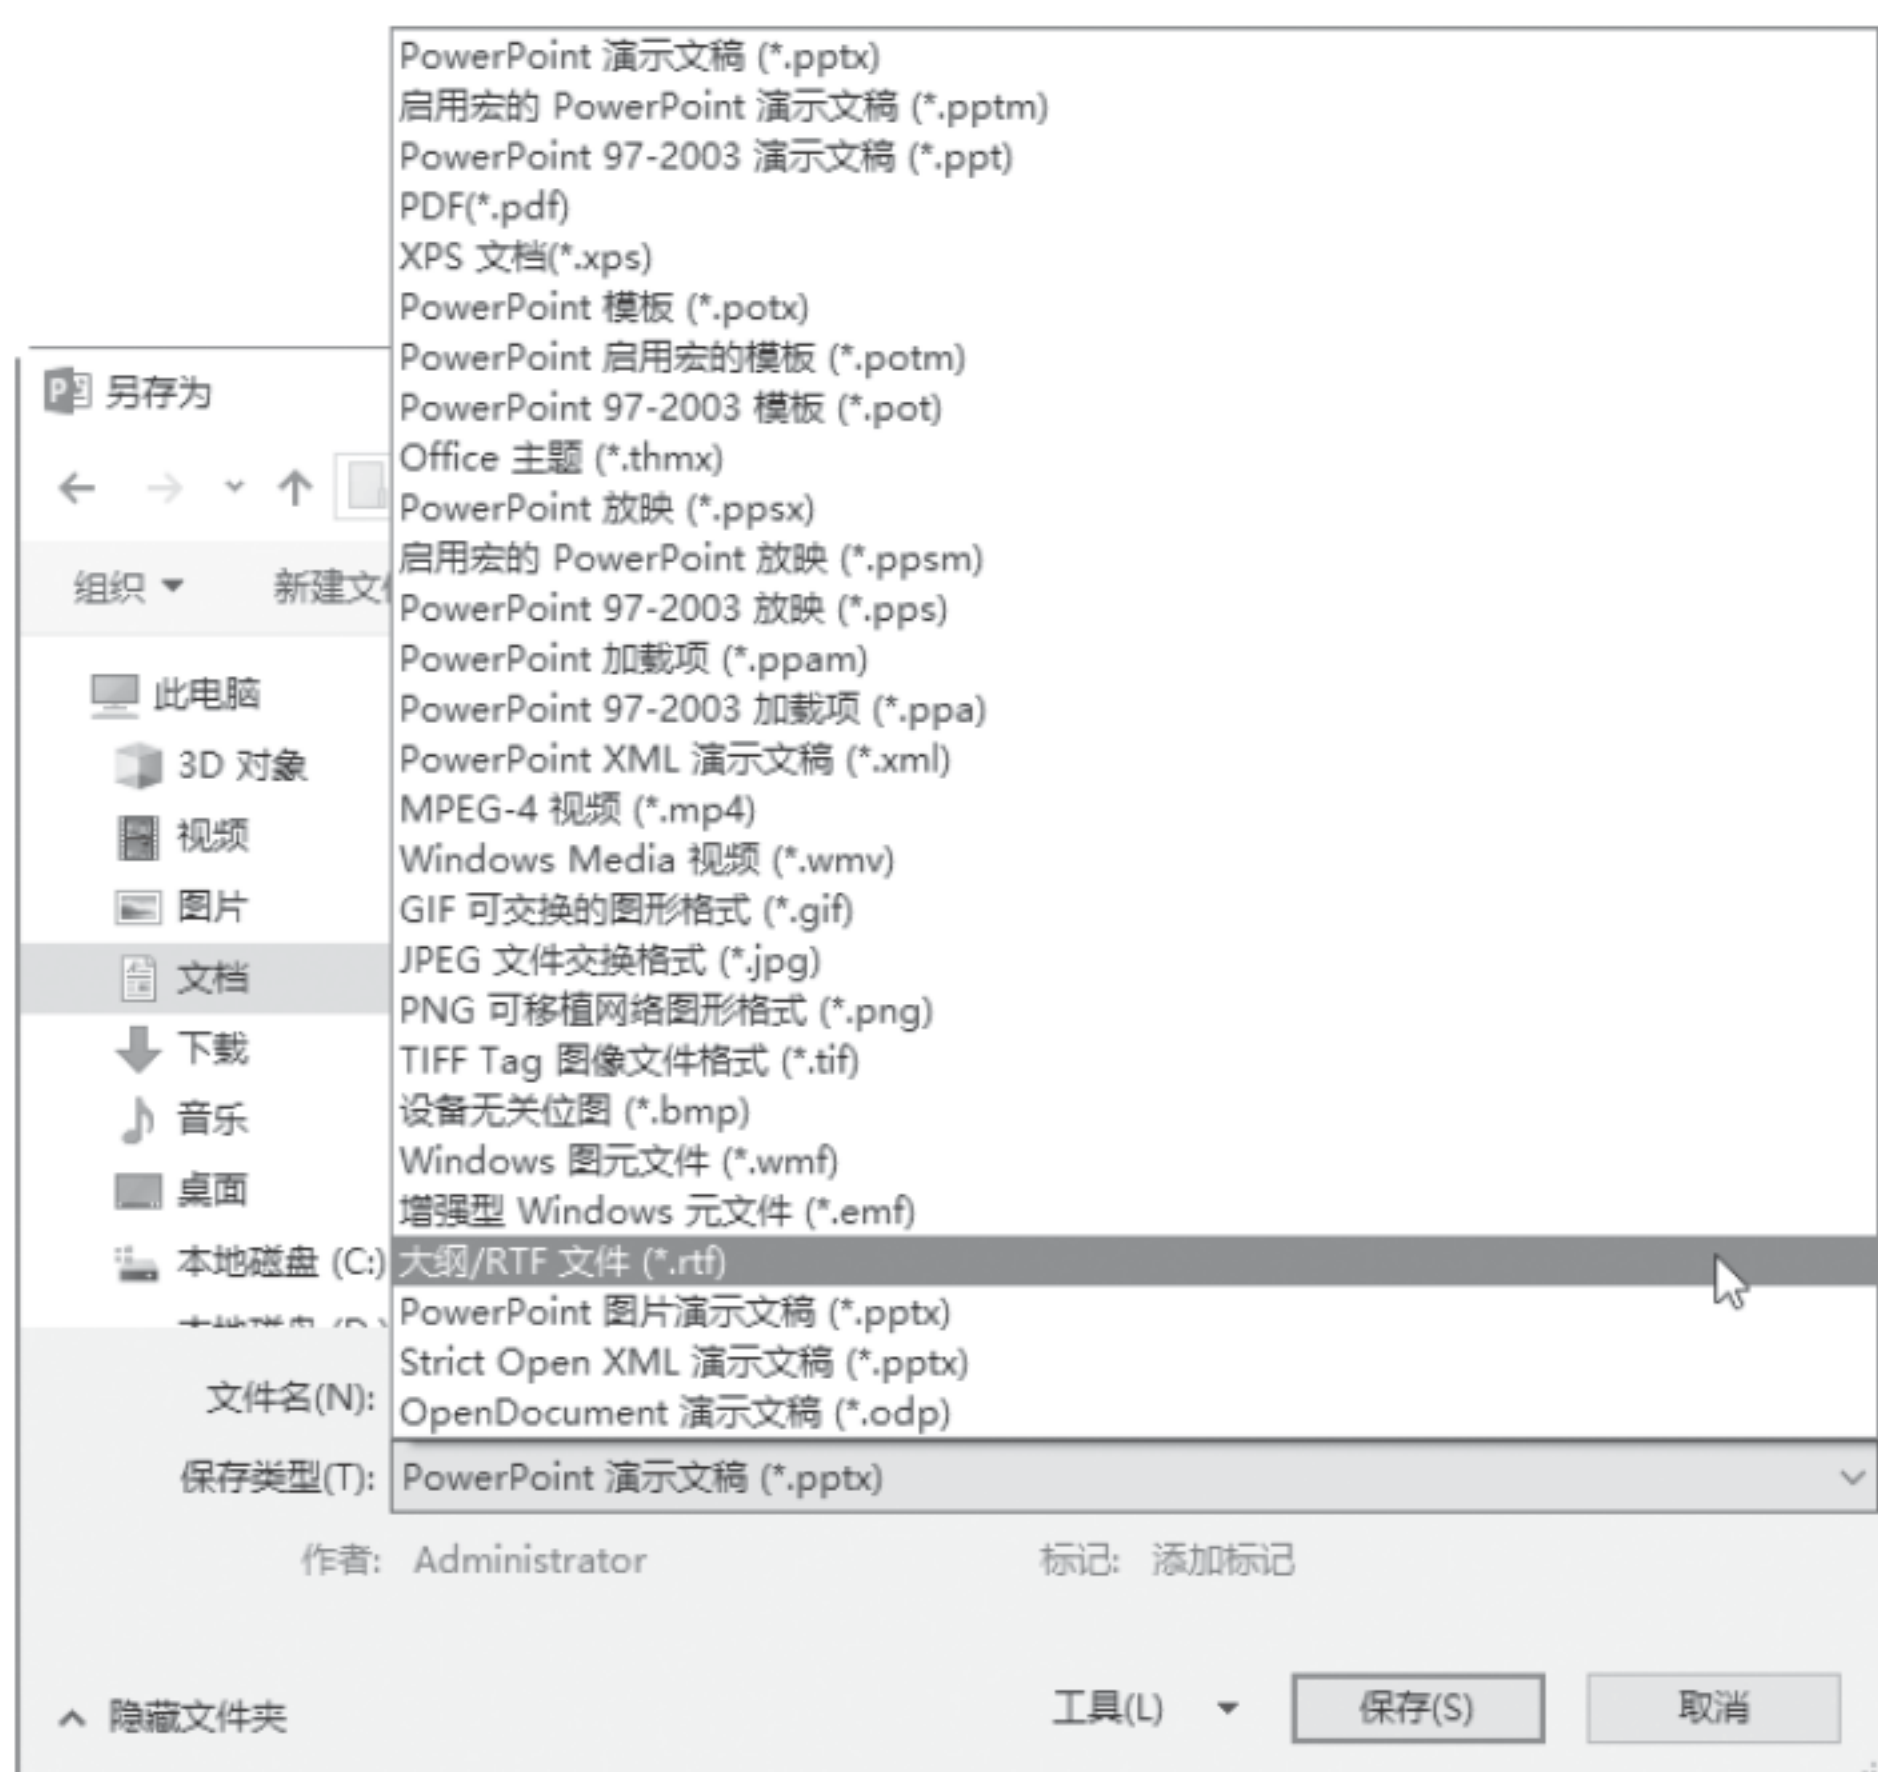 PowerPoint 演示文稿 (*.pptx)
启用宏的 PowerPoint 演示文稿 (*.pptm)
PowerPoint 97-2003 演示文稿 (*.ppt)
PDF(*.pdf)
XPS 文档(*.xps)
PowerPoint 模板 (*.potx)
PowerPoint 启用宏的模板 (*.potm)
PowerPoint 97-2003 模板 (*.pot)
Office 主题 (*.thmx)
PowerPoint 放映 (*.ppsx)
启用宏的 PowerPoint 放映 (*.ppsm)
PowerPoint 97-2003 放映 (*.pps)
PowerPoint 加载项 (*.ppam)
PowerPoint 97-2003 加载项 (*.ppa)
PowerPoint XML 演示文稿 (*.xml)
MPEG-4 视频 (*.mp4)
Windows Media 视频 (*.wmv)
GIF 可交换的图形格式 (*.gif)
JPEG 文件交换格式 (*.jpg)
PNG 可移植网络图形格式 (*.png)
TIFF Tag 图像文件格式 (*.tif)
设备无关位图 (*.bmp)
Windows 图元文件 (*.wmf)
增强型 Windows 元文件 (*.emf)
大纲/RTF 文件 (*.rtf)
PowerPoint 图片演示文稿 (*.pptx)
Strict Open XML 演示文稿 (*.pptx)
OpenDocument 演示文稿 (*.odp)
另存为
组织 新建文
此电脑
3D 对象
视频
图片
文档
下载
音乐
桌面
本地磁盘 (C:)
文件名(N):
保存类型(T): PowerPoint 演示文稿 (*.pptx)
作者: Administrator 标记: 添加标记
隐藏文件夹 工具(L) 保存(S) 取消